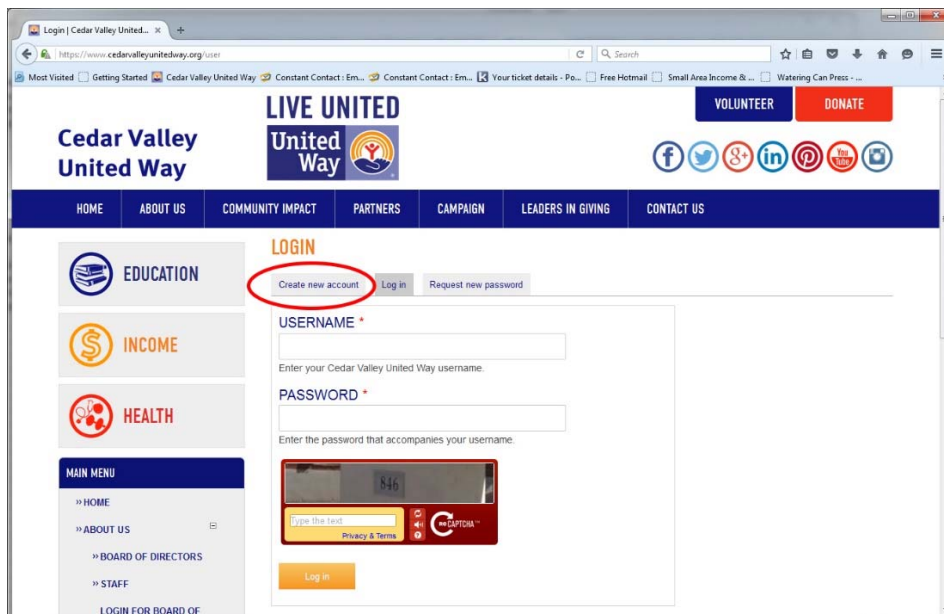 Login | Cedar Valley United...
https://www.cedarvalleyunitedway.org/user
Search
Most Visited Getting Started Cedar Valley United Way Constant Contact : Em... Constant Contact : Em... Your ticket details - Po... Free Hotmail Small Area Income & ... Watering Can Press - ...
LIVE UNITED
VOLUNTEER DONATE
Cedar Valley
United Way
United
Way
You
Tube
HOME ABOUT US COMMUNITY IMPACT PARTNERS CAMPAIGN LEADERS IN GIVING CONTACT US
EDUCATION
INCOME
HEALTH
MAIN MENU
» HOME
» ABOUT US
» BOARD OF DIRECTORS
» STAFF
LOGIN FOR BOARD OF
LOGIN
Create new account Log in Request new password
USERNAME *
Enter your Cedar Valley United Way username.
PASSWORD *
Enter the password that accompanies your username.
846
Type the text
Privacy & Terms
reCAPTCHA™
Log in